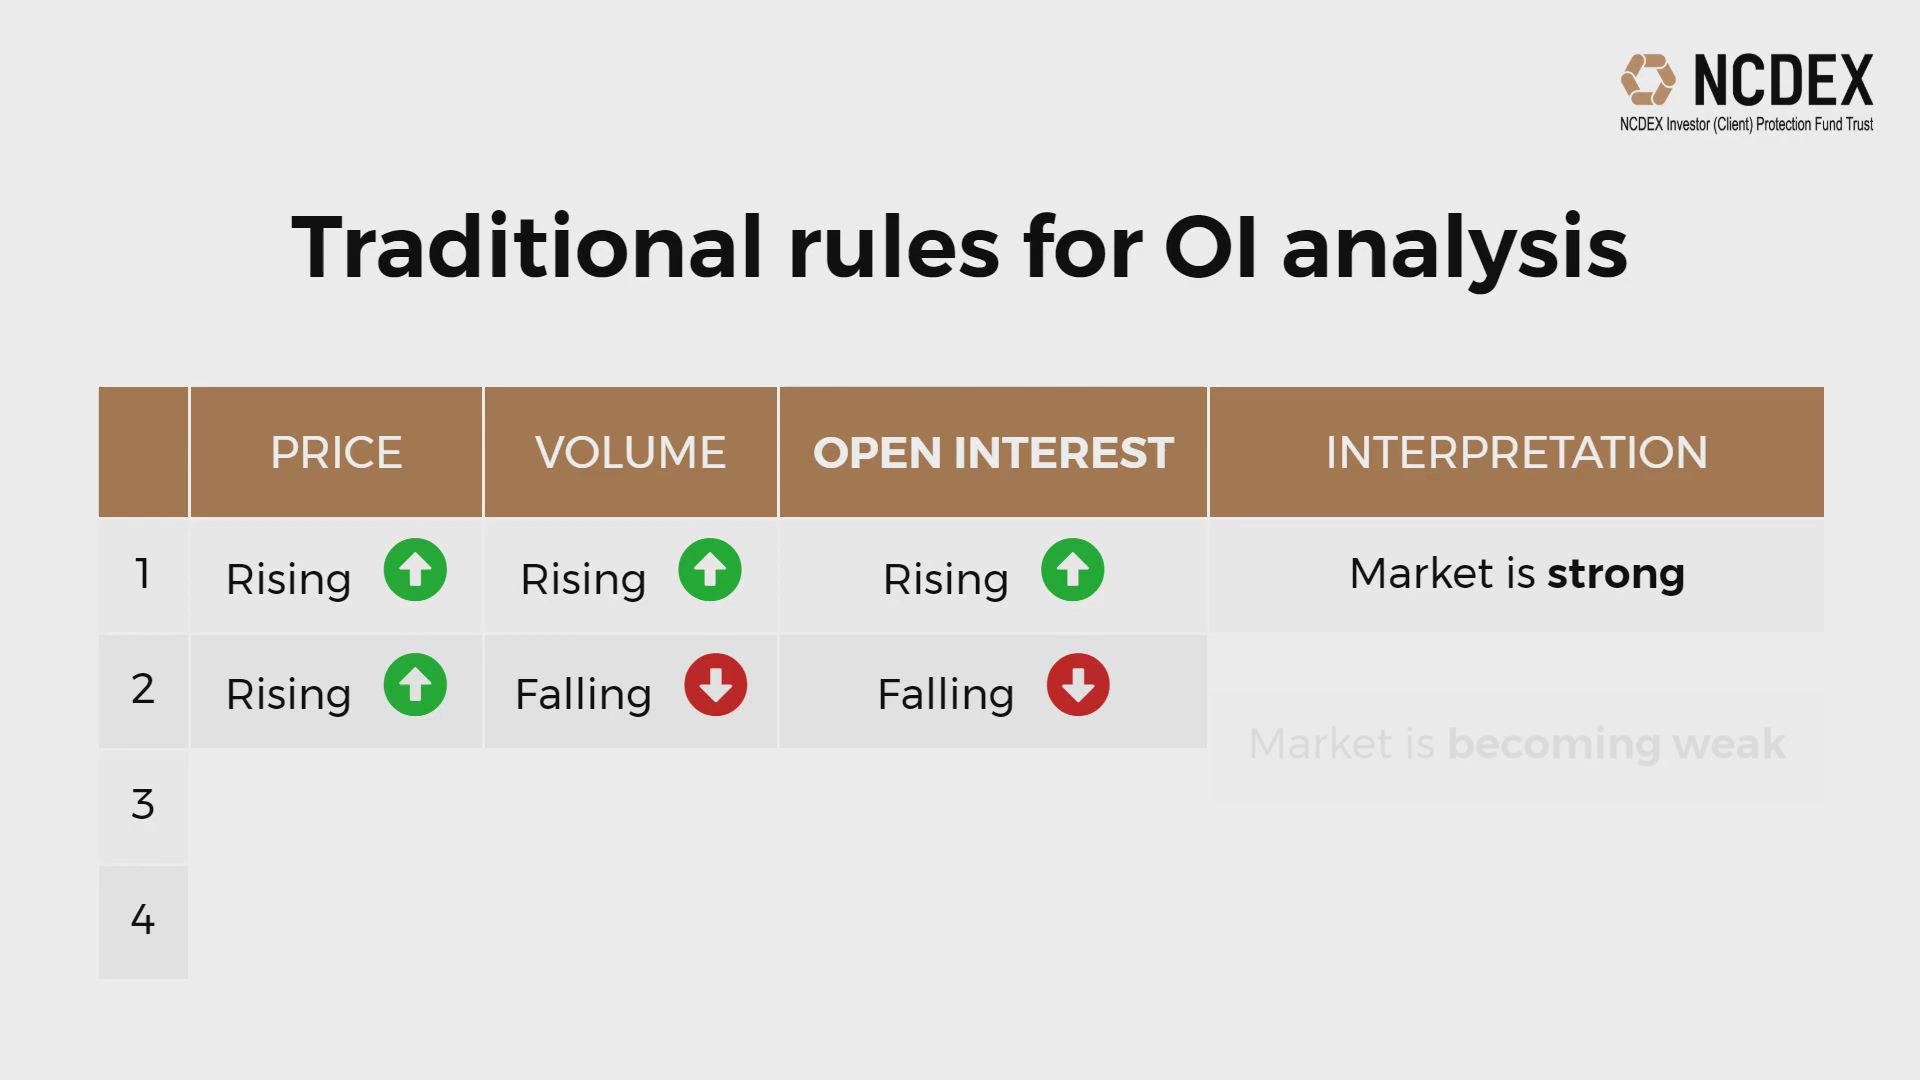 NCDEX
NCDEX Investor (Client) Protection Fund Trust
Traditional rules for OI analysis
PRICE VOLUME OPEN INTEREST INTERPRETATION
1 Rising Rising Rising Market is strong
2 Rising Falling Falling
Market is becoming weak
3
4